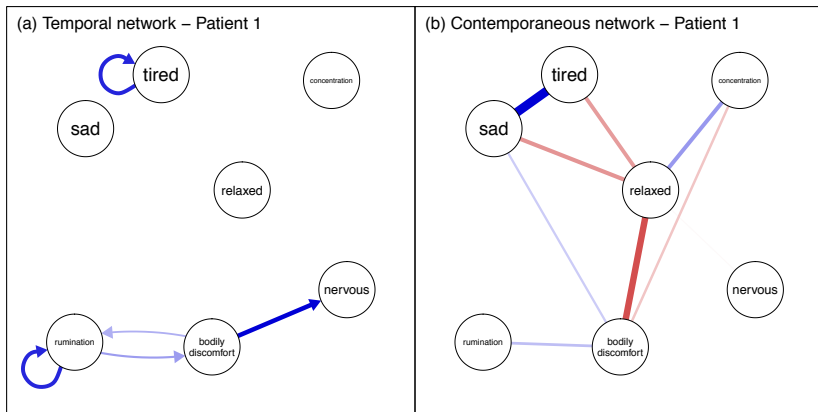 (a) Temporal network – Patient 1
tired
concentration
sad
relaxed
nervous
rumination
bodily
discomfort
(b) Contemporaneous network – Patient 1
tired
concentration
sad
relaxed
nervous
rumination
bodily
discomfort